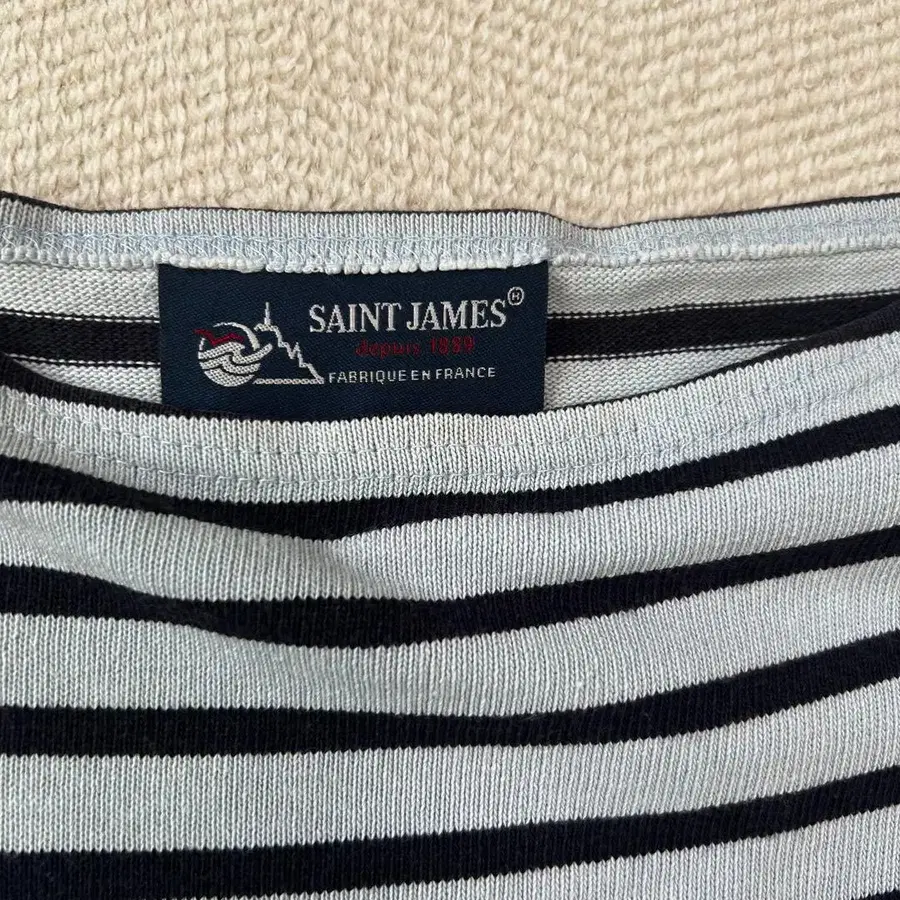 SAINT JAMES®
depuis 1889
FABRIQUE EN FRANCE